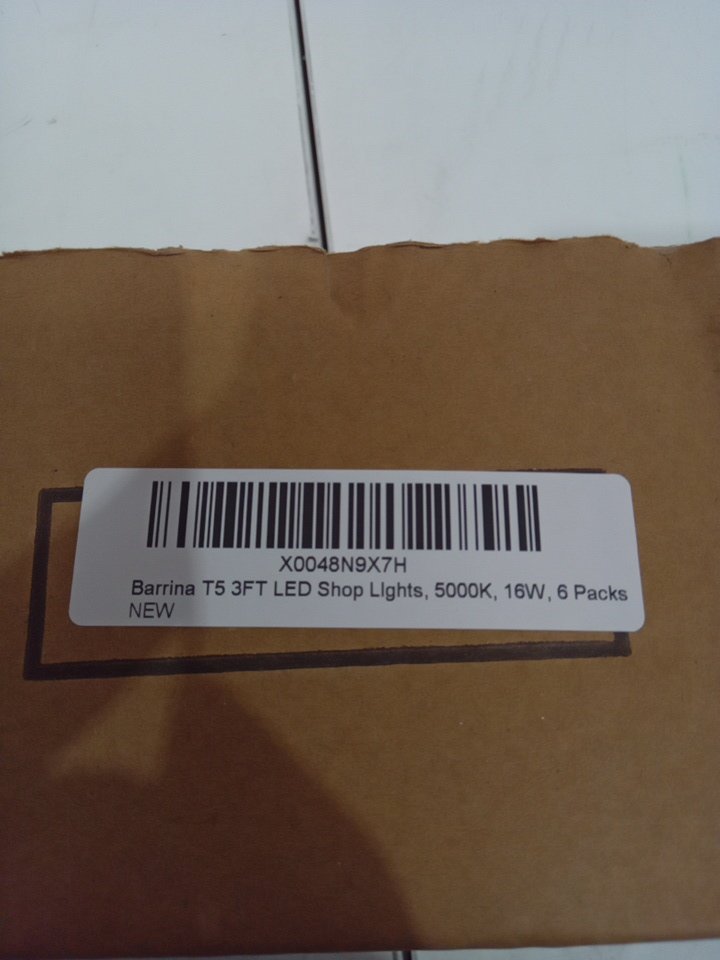 X0048N9X7H
Barrina T5 3FT LED Shop LIghts, 5000K, 16W, 6 Packs
NEW